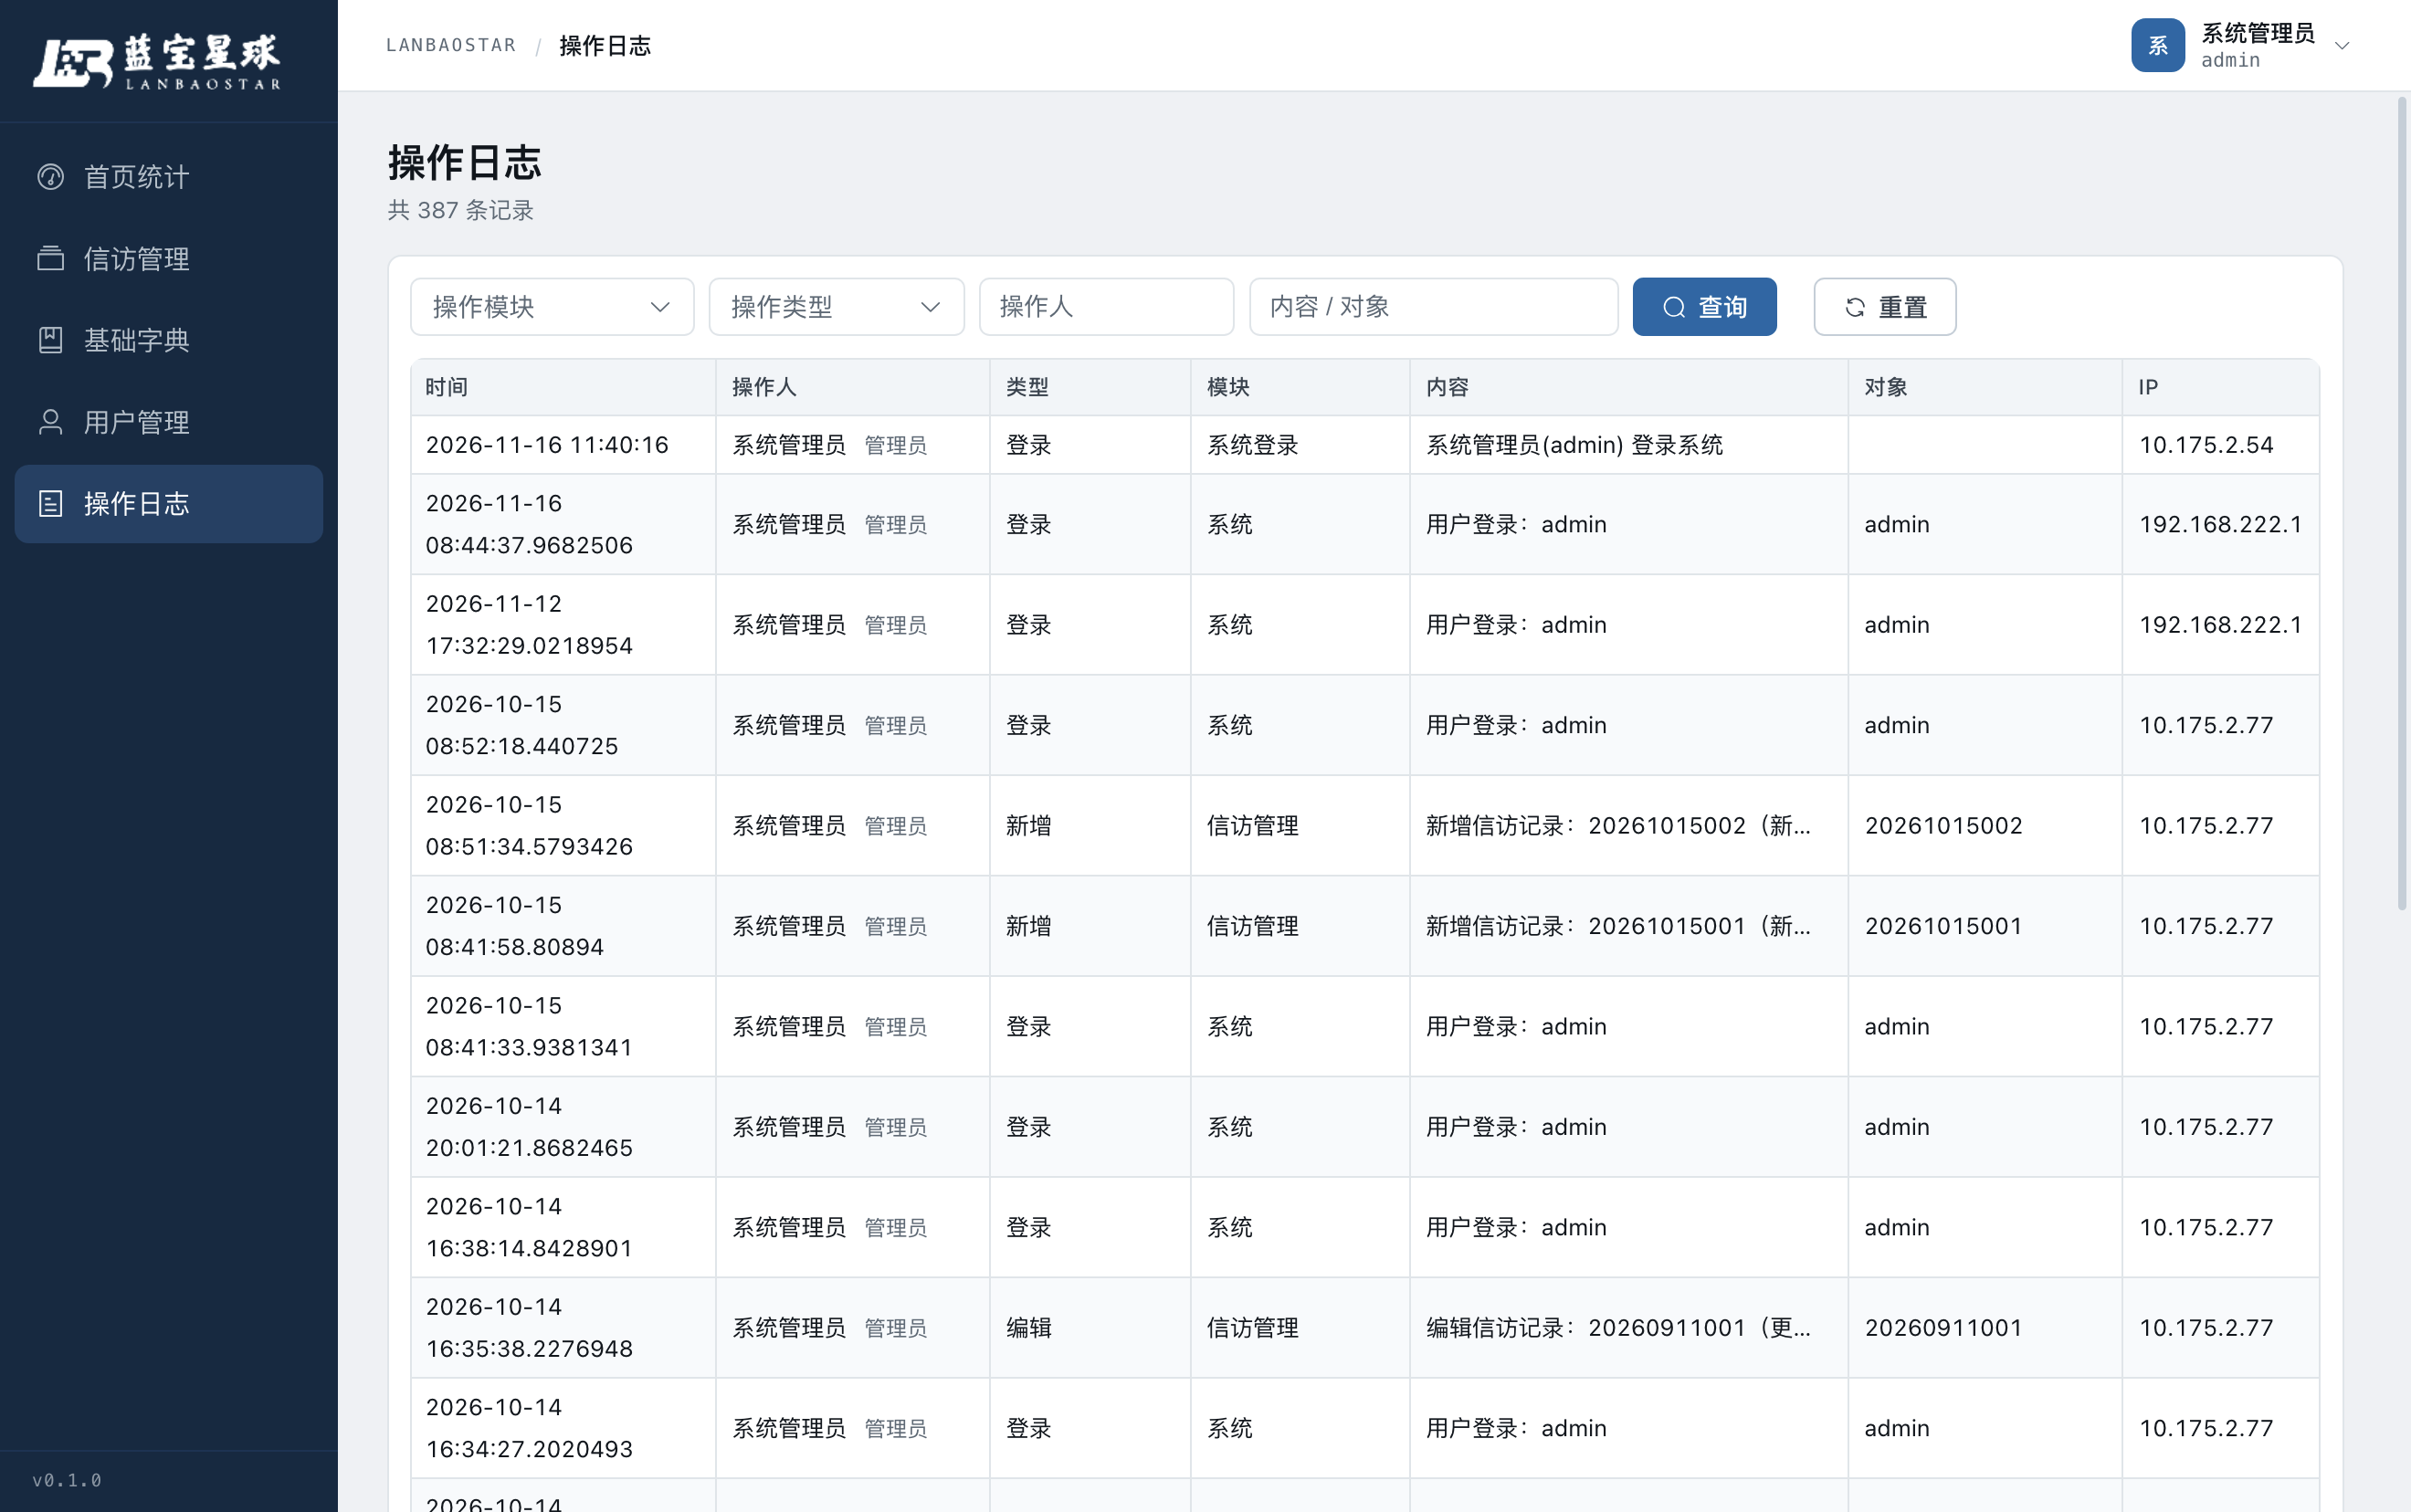 蓝宝星球
LANBAOSTAR
首页统计
信访管理
基础字典
用户管理
操作日志
v0.1.0
LANBAOSTAR / 操作日志
系 系统管理员
admin
操作日志
共 387 条记录
操作模块 操作类型 操作人 内容 / 对象 查询 重置
时间 操作人 类型 模块 内容 对象 IP
2026-11-16 11:40:16 系统管理员 管理员 登录 系统登录 系统管理员(admin) 登录系统 10.175.2.54
2026-11-16
08:44:37.9682506 系统管理员 管理员 登录 系统 用户登录：admin admin 192.168.222.1
2026-11-12
17:32:29.0218954 系统管理员 管理员 登录 系统 用户登录：admin admin 192.168.222.1
2026-10-15
08:52:18.440725 系统管理员 管理员 登录 系统 用户登录：admin admin 10.175.2.77
2026-10-15
08:51:34.5793426 系统管理员 管理员 新增 信访管理 新增信访记录：20261015002（新... 20261015002 10.175.2.77
2026-10-15
08:41:58.80894 系统管理员 管理员 新增 信访管理 新增信访记录：20261015001（新... 20261015001 10.175.2.77
2026-10-15
08:41:33.9381341 系统管理员 管理员 登录 系统 用户登录：admin admin 10.175.2.77
2026-10-14
20:01:21.8682465 系统管理员 管理员 登录 系统 用户登录：admin admin 10.175.2.77
2026-10-14
16:38:14.8428901 系统管理员 管理员 登录 系统 用户登录：admin admin 10.175.2.77
2026-10-14
16:35:38.2276948 系统管理员 管理员 编辑 信访管理 编辑信访记录：20260911001（更... 20260911001 10.175.2.77
2026-10-14
16:34:27.2020493 系统管理员 管理员 登录 系统 用户登录：admin admin 10.175.2.77
2026-10-14